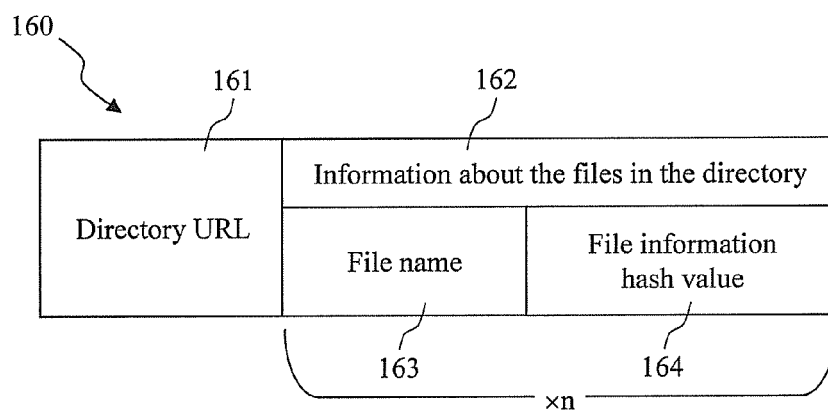 160
161
162
Directory URL
Information about the files in the directory
File name
File information
hash value
163
164
×n